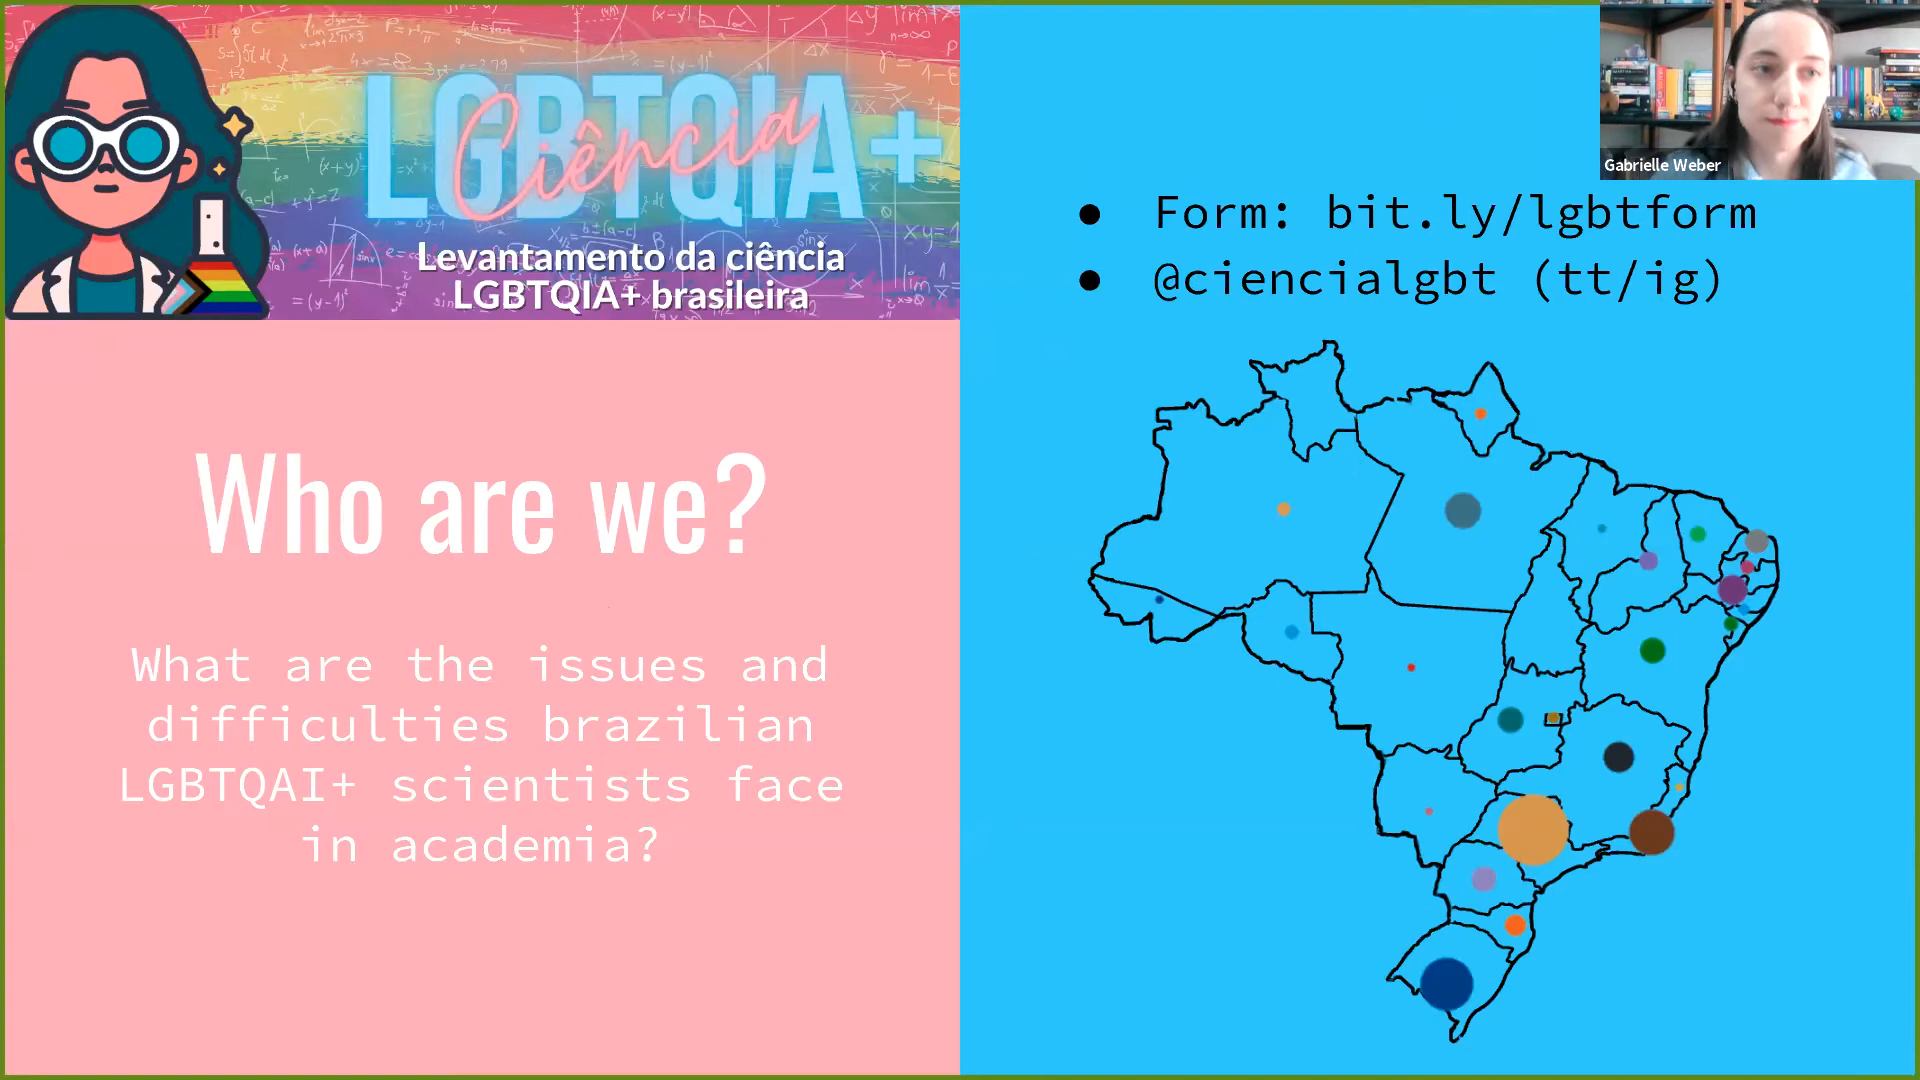 LGBTQIA+
Ciência
Levantamento da ciência
LGBTQIA+ brasileira
Gabrielle Weber
● Form: bit.ly/lgbtform
● @ciencialgbt (tt/ig)
Who are we?
What are the issues and
difficulties brazilian
LGBTQAI+ scientists face
in academia?